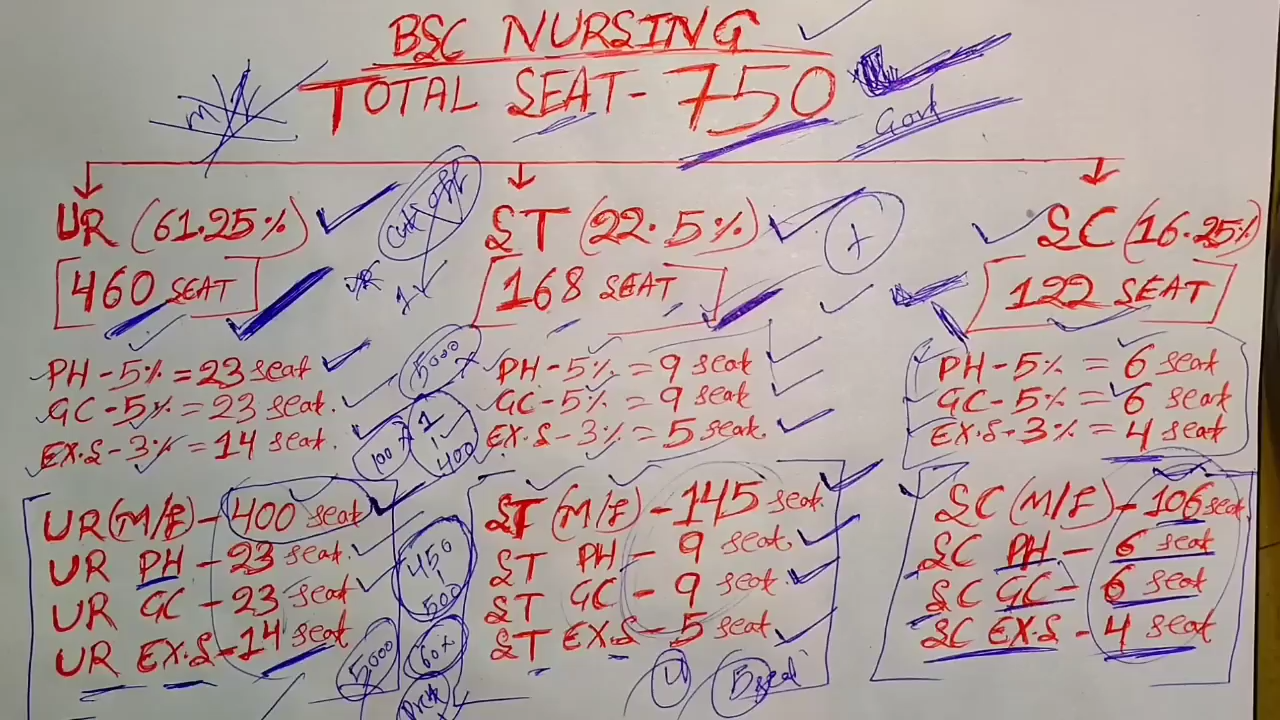 BSC NURSING
TOTAL SEAT- 750
Govt
UR (61.25%)
[460 SEAT]
PH-5% = 23 seat
GC-5% = 23 seat.
EX.S-3% = 14 seat.
UR (M/F) - 400 seat
UR PH - 23 seat.
UR GC - 23 seat.
UR EX.S - 14 seat
Cut off
5000
100
1
400
450
500
5000
60
ST (22.5%)
[168 SEAT]
PH-5% = 9 seat
GC-5% = 9 seat
EX.S-3% = 5 seat.
ST (M/F) - 145 seat.
ST PH - 9 seat.
ST GC - 9 seat.
ST EX.S - 5 seat
5 seat
SC (16.25%)
[122 SEAT]
PH-5% = 6 seat
GC-5% = 6 seat
EX.S-3% = 4 seat
SC (M/F) - 106 seat.
SC PH - 6 seat
SC GC - 6 seat
SC EX.S - 4 seat